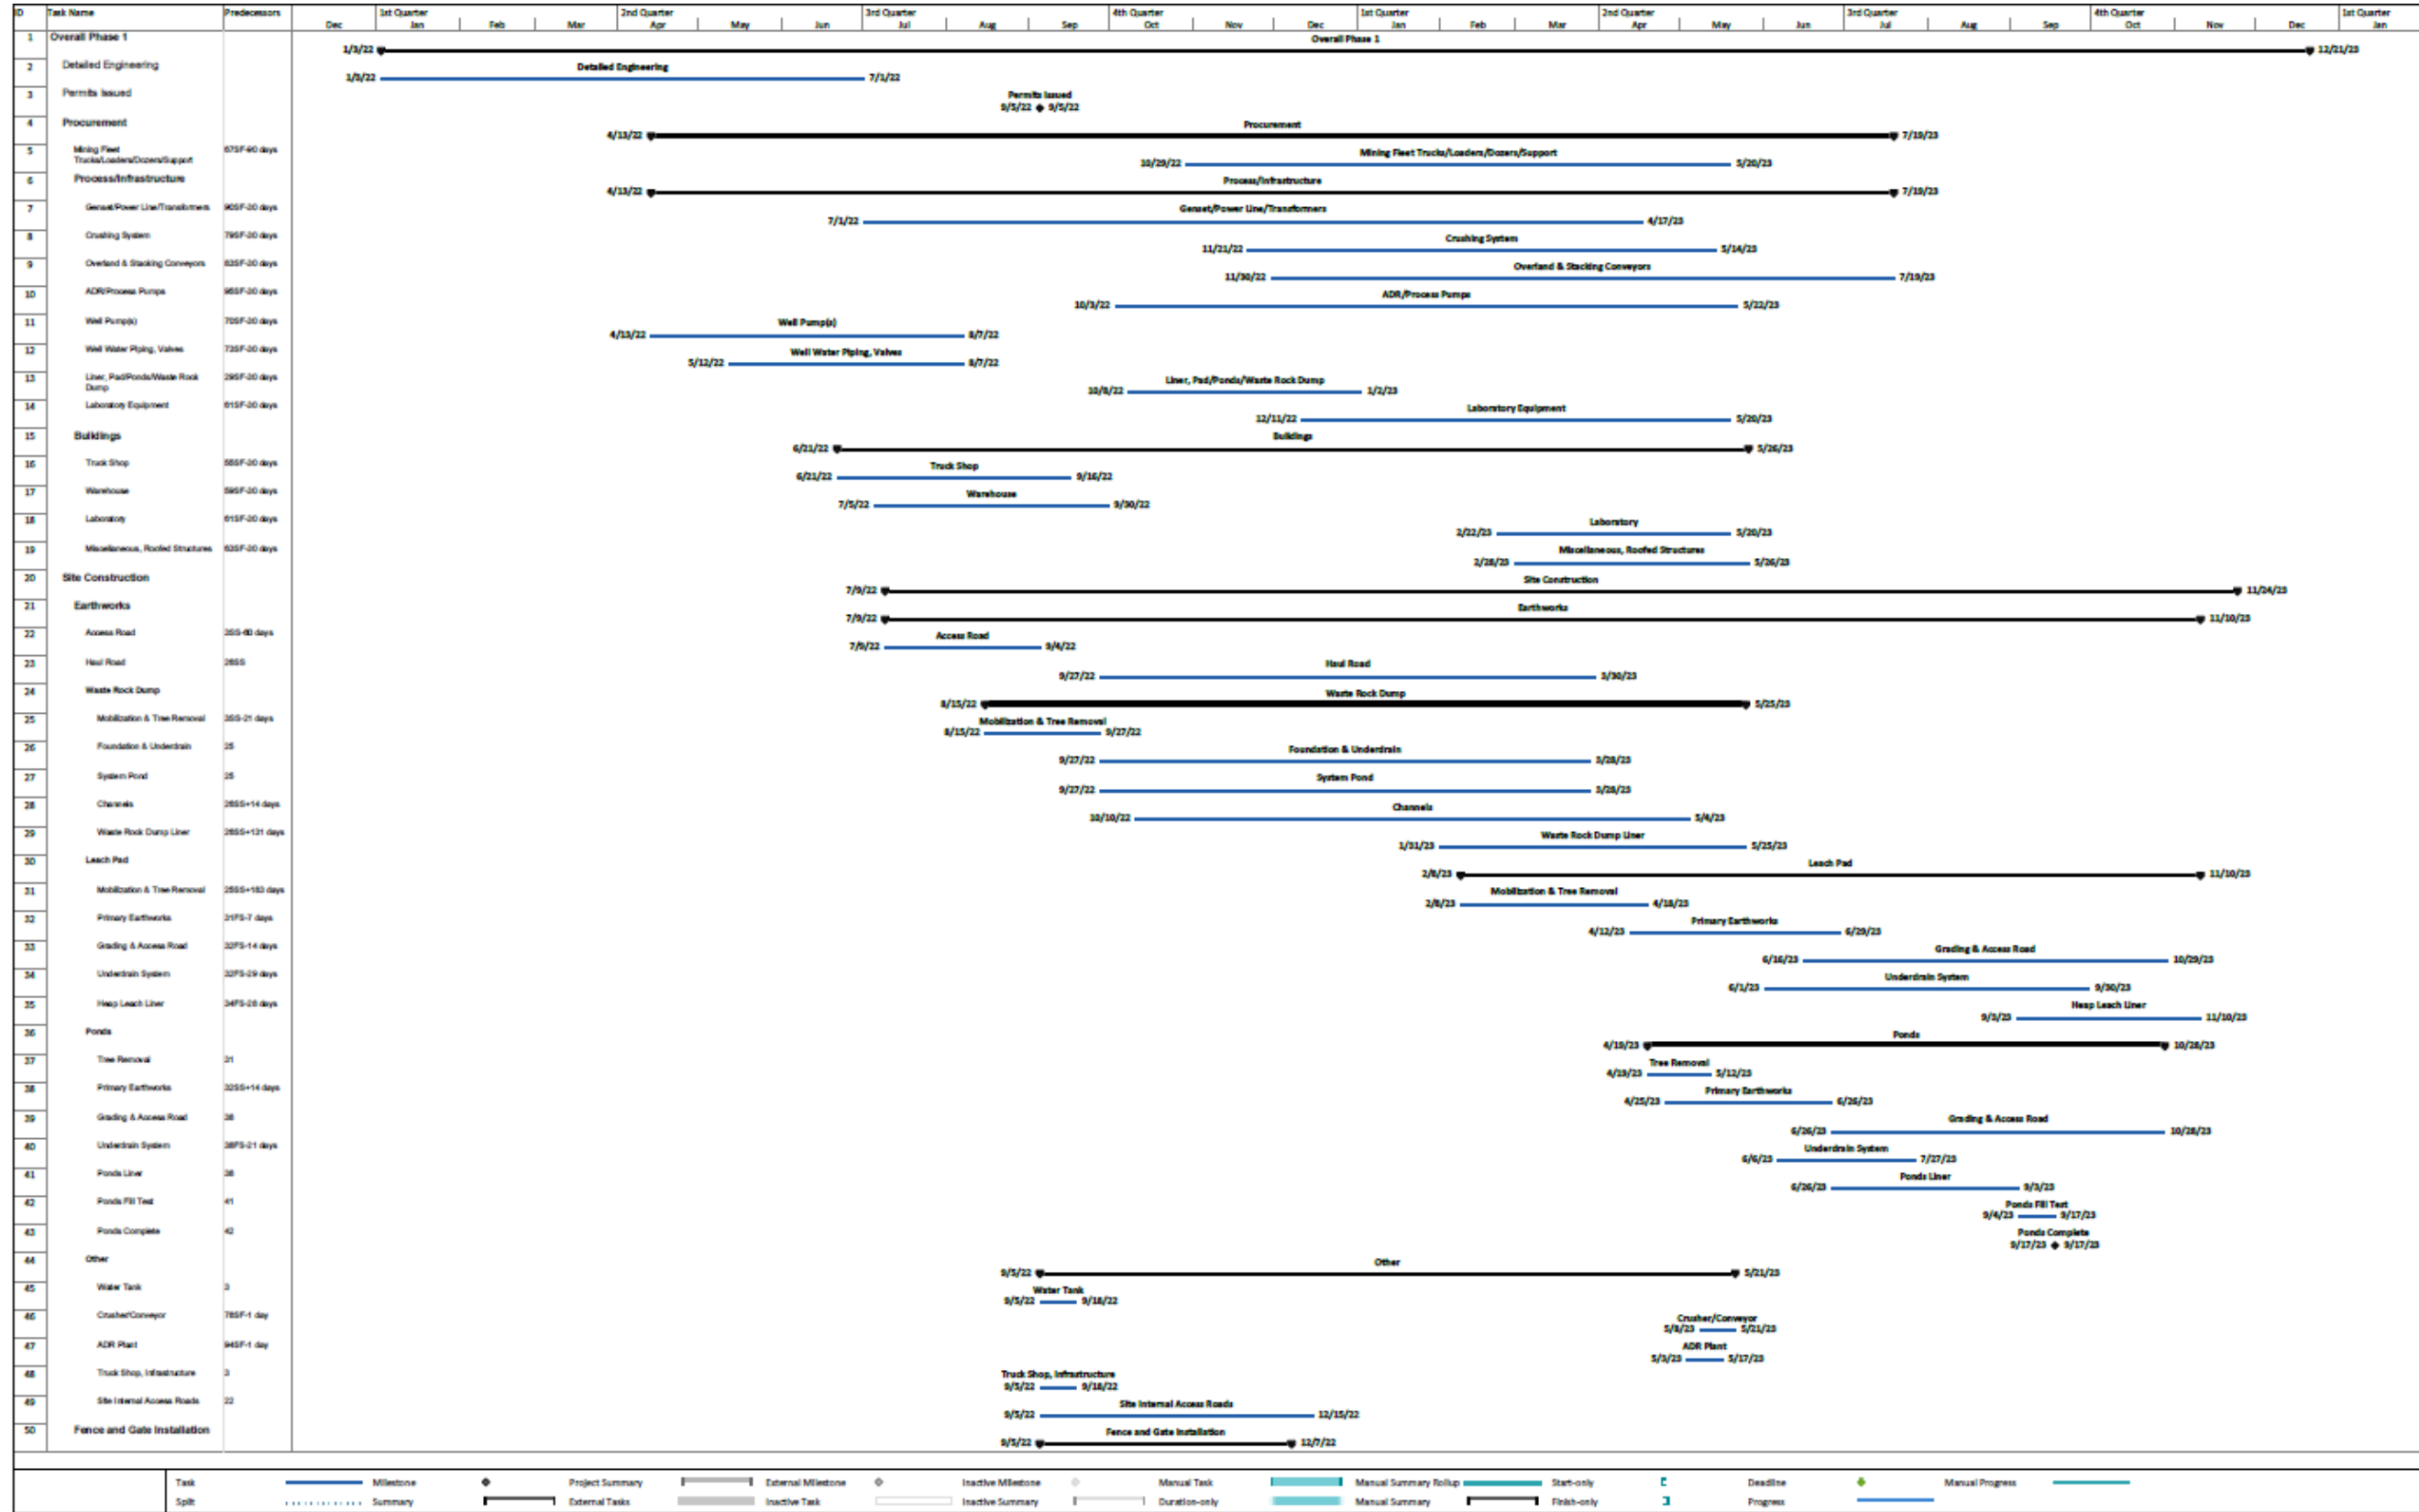 ID Task Name Predecessors
1st Quarter 2nd Quarter 3rd Quarter 4th Quarter 1st Quarter 2nd Quarter 3rd Quarter 4th Quarter 1st Quarter
Dec Jan Feb Mar Apr May Jun Jul Aug Sep Oct Nov Dec Jan Feb Mar Apr May Jun Jul Aug Sep Oct Nov Dec Jan
1 Overall Phase 1
Overall Phase 1
1/3/22 12/21/23
2 Detailed Engineering
Detailed Engineering
1/3/22 7/1/22
3 Permits Issued
Permits Issued
9/5/22 9/5/22
4 Procurement
Procurement
4/13/22 7/19/23
5 Mining Fleet Trucks/Loaders/Dozers/Support
Mining Fleet Trucks/Loaders/Dozers/Support
10/29/22 5/20/23
6 Process/Infrastructure
Process/Infrastructure
4/13/22 7/19/23
7 Genset/Power Line/Transformers
Genset/Power Line/Transformers
7/1/22 4/17/23
8 Crushing System
Crushing System
11/21/22 5/14/23
9 Overland & Stacking Conveyors
Overland & Stacking Conveyors
11/30/22 7/19/23
10 ADR/Process Pumps
ADR/Process Pumps
10/3/22 5/22/23
11 Well Pump(s)
Well Pump(s)
4/13/22 8/7/22
12 Well Water Piping, Valves
Well Water Piping, Valves
5/12/22 8/7/22
13 Liner, Pad/Ponds/Waste Rock Dump
Liner, Pad/Ponds/Waste Rock Dump
10/8/22 1/2/23
14 Laboratory Equipment
Laboratory Equipment
12/11/22 5/20/23
15 Buildings
Buildings
6/21/22 5/26/23
16 Truck Shop
Truck Shop
6/21/22 9/16/22
17 Warehouse
Warehouse
7/5/22 9/30/22
18 Laboratory
Laboratory
2/22/23 5/20/23
19 Miscellaneous, Roofed Structures
Miscellaneous, Roofed Structures
2/28/23 5/26/23
20 Site Construction
Site Construction
7/9/22 11/24/23
21 Earthworks
Earthworks
7/9/22 11/10/23
22 Access Road 3SS-60 days
Access Road
7/9/22 9/4/22
23 Haul Road 26SS
Haul Road
9/27/22 3/30/23
24 Waste Rock Dump
Waste Rock Dump
8/15/22 5/25/23
25 Mobilization & Tree Removal 3SS-21 days
Mobilization & Tree Removal
8/15/22 9/27/22
26 Foundation & Underdrain 25
Foundation & Underdrain
9/27/22 3/28/23
27 System Pond 25
System Pond
9/27/22 3/28/23
28 Channels 26SS+14 days
Channels
10/10/22 5/4/23
29 Waste Rock Dump Liner
Waste Rock Dump Liner
1/31/23 5/25/23
30 Leach Pad
Leach Pad
2/8/23 11/10/23
31 Mobilization & Tree Removal
Mobilization & Tree Removal
2/8/23 4/18/23
32 Primary Earthworks 31FS-7 days
Primary Earthworks
4/12/23 6/29/23
33 Grading & Access Road 32FS-14 days
Grading & Access Road
6/16/23 10/29/23
34 Underdrain System 32FS-29 days
Underdrain System
6/1/23 9/30/23
35 Heap Leach Liner 34FS-28 days
Heap Leach Liner
9/3/23 11/10/23
36 Ponds
Ponds
4/19/23 10/28/23
37 Tree Removal 31
Tree Removal
4/19/23 5/12/23
38 Primary Earthworks 32SS+14 days
Primary Earthworks
4/25/23 6/26/23
39 Grading & Access Road 38
Grading & Access Road
6/26/23 10/28/23
40 Underdrain System 38FS-21 days
Underdrain System
6/6/23 7/27/23
41 Ponds Liner 38
Ponds Liner
6/26/23 9/3/23
42 Ponds Fill Test 41
Ponds Fill Test
9/4/23 9/17/23
43 Ponds Complete 42
Ponds Complete
9/17/23 9/17/23
44 Other
Other
9/5/22 5/21/23
45 Water Tank 3
Water Tank
9/5/22 9/18/22
46 Crusher/Conveyor 78SF-1 day
Crusher/Conveyor
5/8/23 5/21/23
47 ADR Plant 94SF-1 day
ADR Plant
5/3/23 5/17/23
48 Truck Shop, Infrastructure 3
Truck Shop, Infrastructure
9/5/22 9/18/22
49 Site Internal Access Roads 22
Site Internal Access Roads
9/5/22 12/15/22
50 Fence and Gate Installation
Fence and Gate Installation
9/5/22 12/7/22
Task Milestone Project Summary External Milestone Inactive Milestone Manual Task Manual Summary Rollup Start-only Deadline Manual Progress
Split Summary External Tasks Inactive Task Inactive Summary Duration-only Manual Summary Finish-only Progress